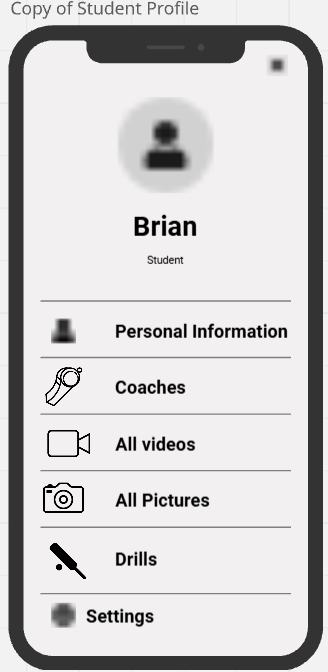 Copy of Student Profile
Brian
Student
Personal Information
Coaches
All videos
All Pictures
Drills
Settings